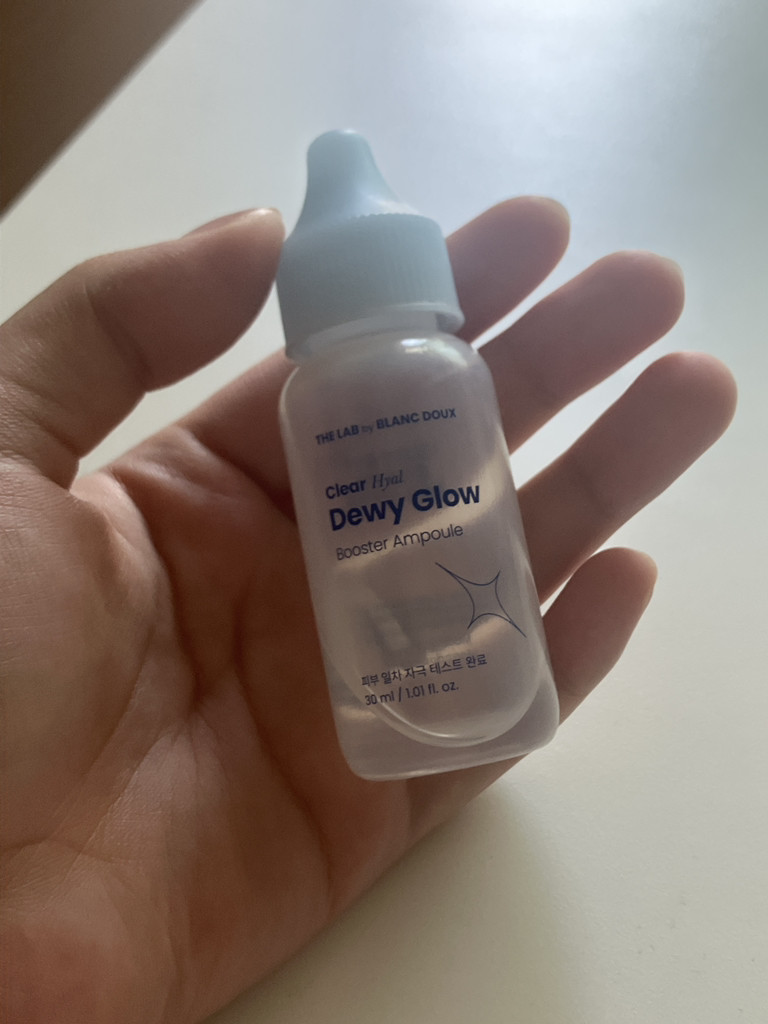 THE LAB by BLANC DOUX
Clear Hyal
Dewy Glow
Booster Ampoule
피부 일차 자극 테스트 완료
30 ml / 1.01 fl. oz.